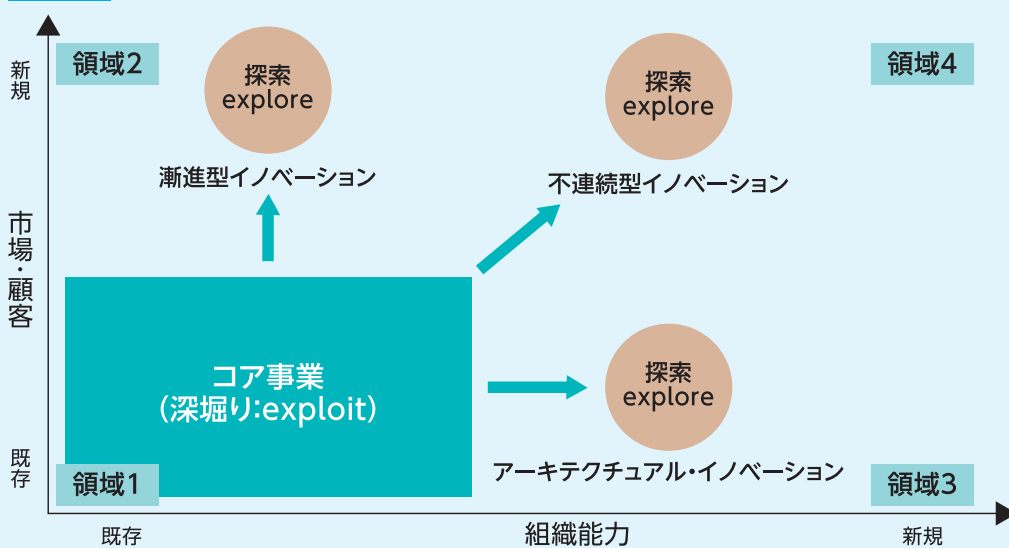 領域2
新規
探索
explore
漸進型イノベーション
探索
explore
不連続型イノベーション
領域4
市場・顧客
コア事業
(深堀り:exploit)
探索
explore
アーキテクチュアル・イノベーション
既存
領域1
領域3
既存
組織能力
新規